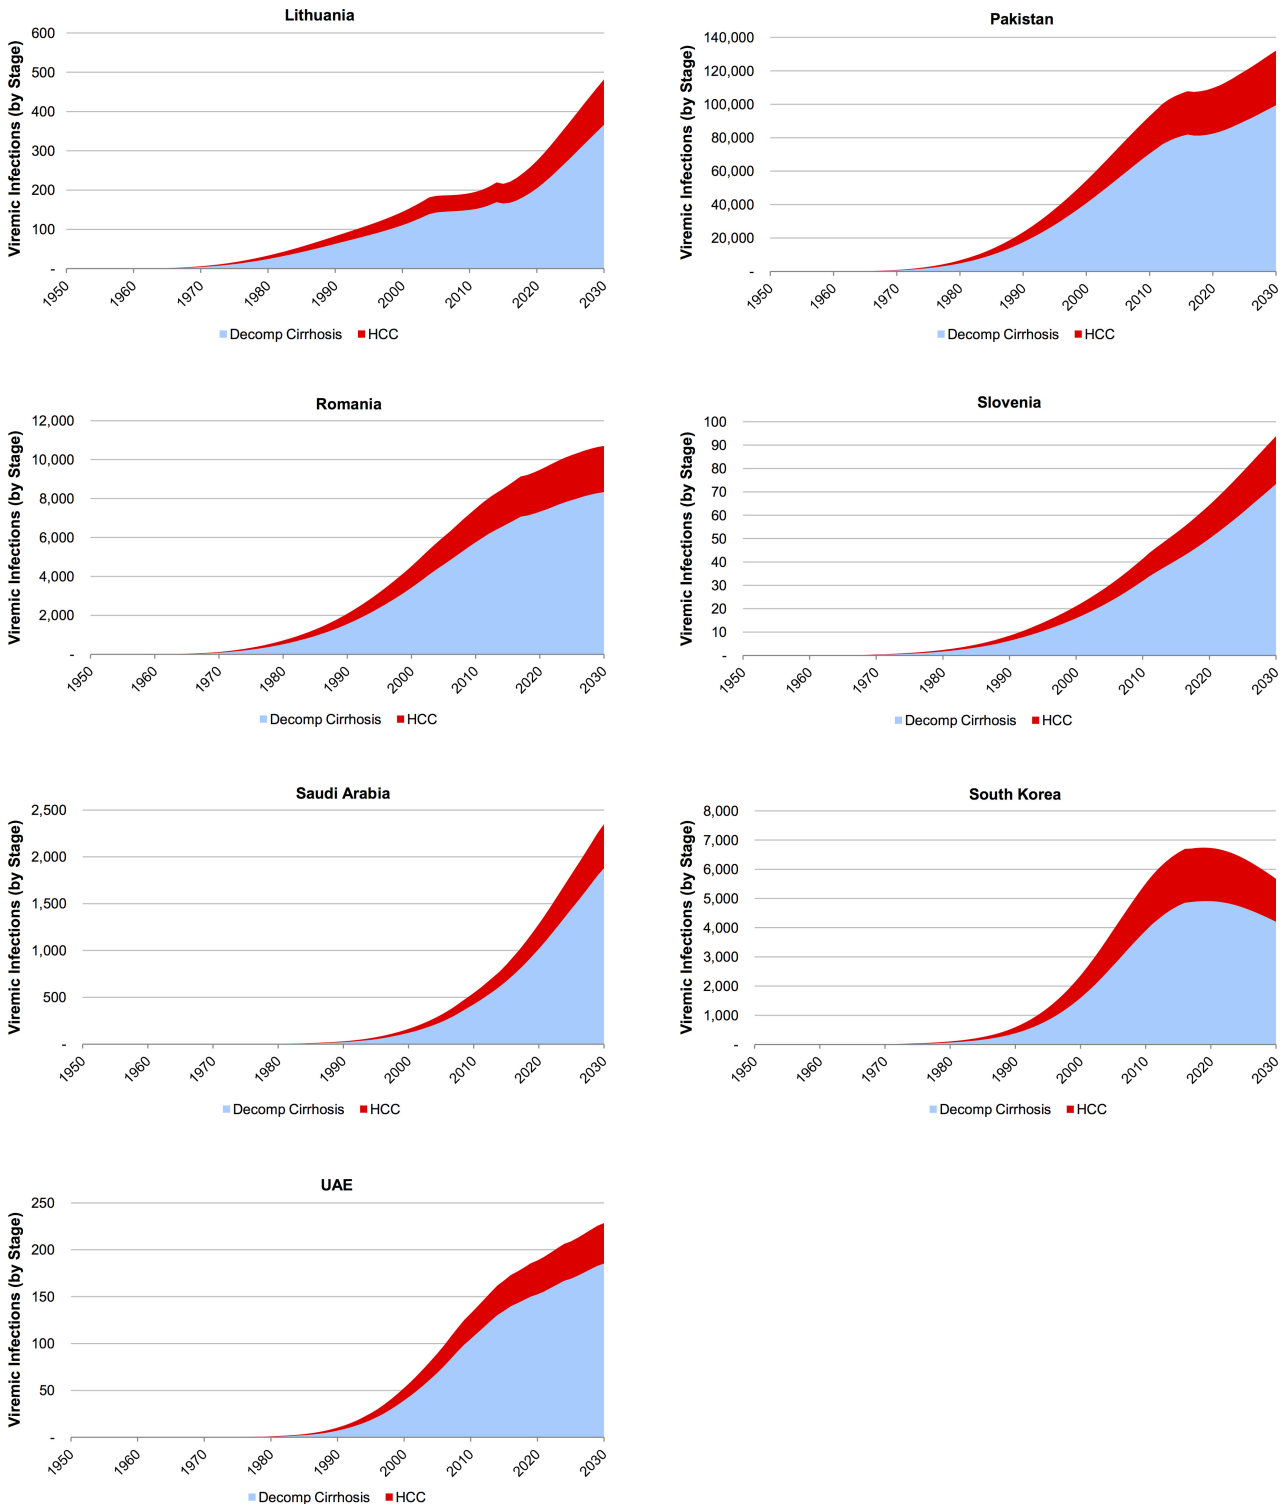 Lithuania
Viremic Infections (by Stage)
600
500
400
300
200
100
-
1950 1960 1970 1980 1990 2000 2010 2020 2030
Decomp Cirrhosis HCC
Pakistan
Viremic Infections (by Stage)
140,000
120,000
100,000
80,000
60,000
40,000
20,000
-
1950 1960 1970 1980 1990 2000 2010 2020 2030
Decomp Cirrhosis HCC
Romania
Viremic Infections (by Stage)
12,000
10,000
8,000
6,000
4,000
2,000
-
1950 1960 1970 1980 1990 2000 2010 2020 2030
Decomp Cirrhosis HCC
Slovenia
Viremic Infections (by Stage)
100
90
80
70
60
50
40
30
20
10
-
1950 1960 1970 1980 1990 2000 2010 2020 2030
Decomp Cirrhosis HCC
Saudi Arabia
Viremic Infections (by Stage)
2,500
2,000
1,500
1,000
500
-
1950 1960 1970 1980 1990 2000 2010 2020 2030
Decomp Cirrhosis HCC
South Korea
Viremic Infections (by Stage)
8,000
7,000
6,000
5,000
4,000
3,000
2,000
1,000
-
1950 1960 1970 1980 1990 2000 2010 2020 2030
Decomp Cirrhosis HCC
UAE
Viremic Infections (by Stage)
250
200
150
100
50
-
1950 1960 1970 1980 1990 2000 2010 2020 2030
Decomp Cirrhosis HCC